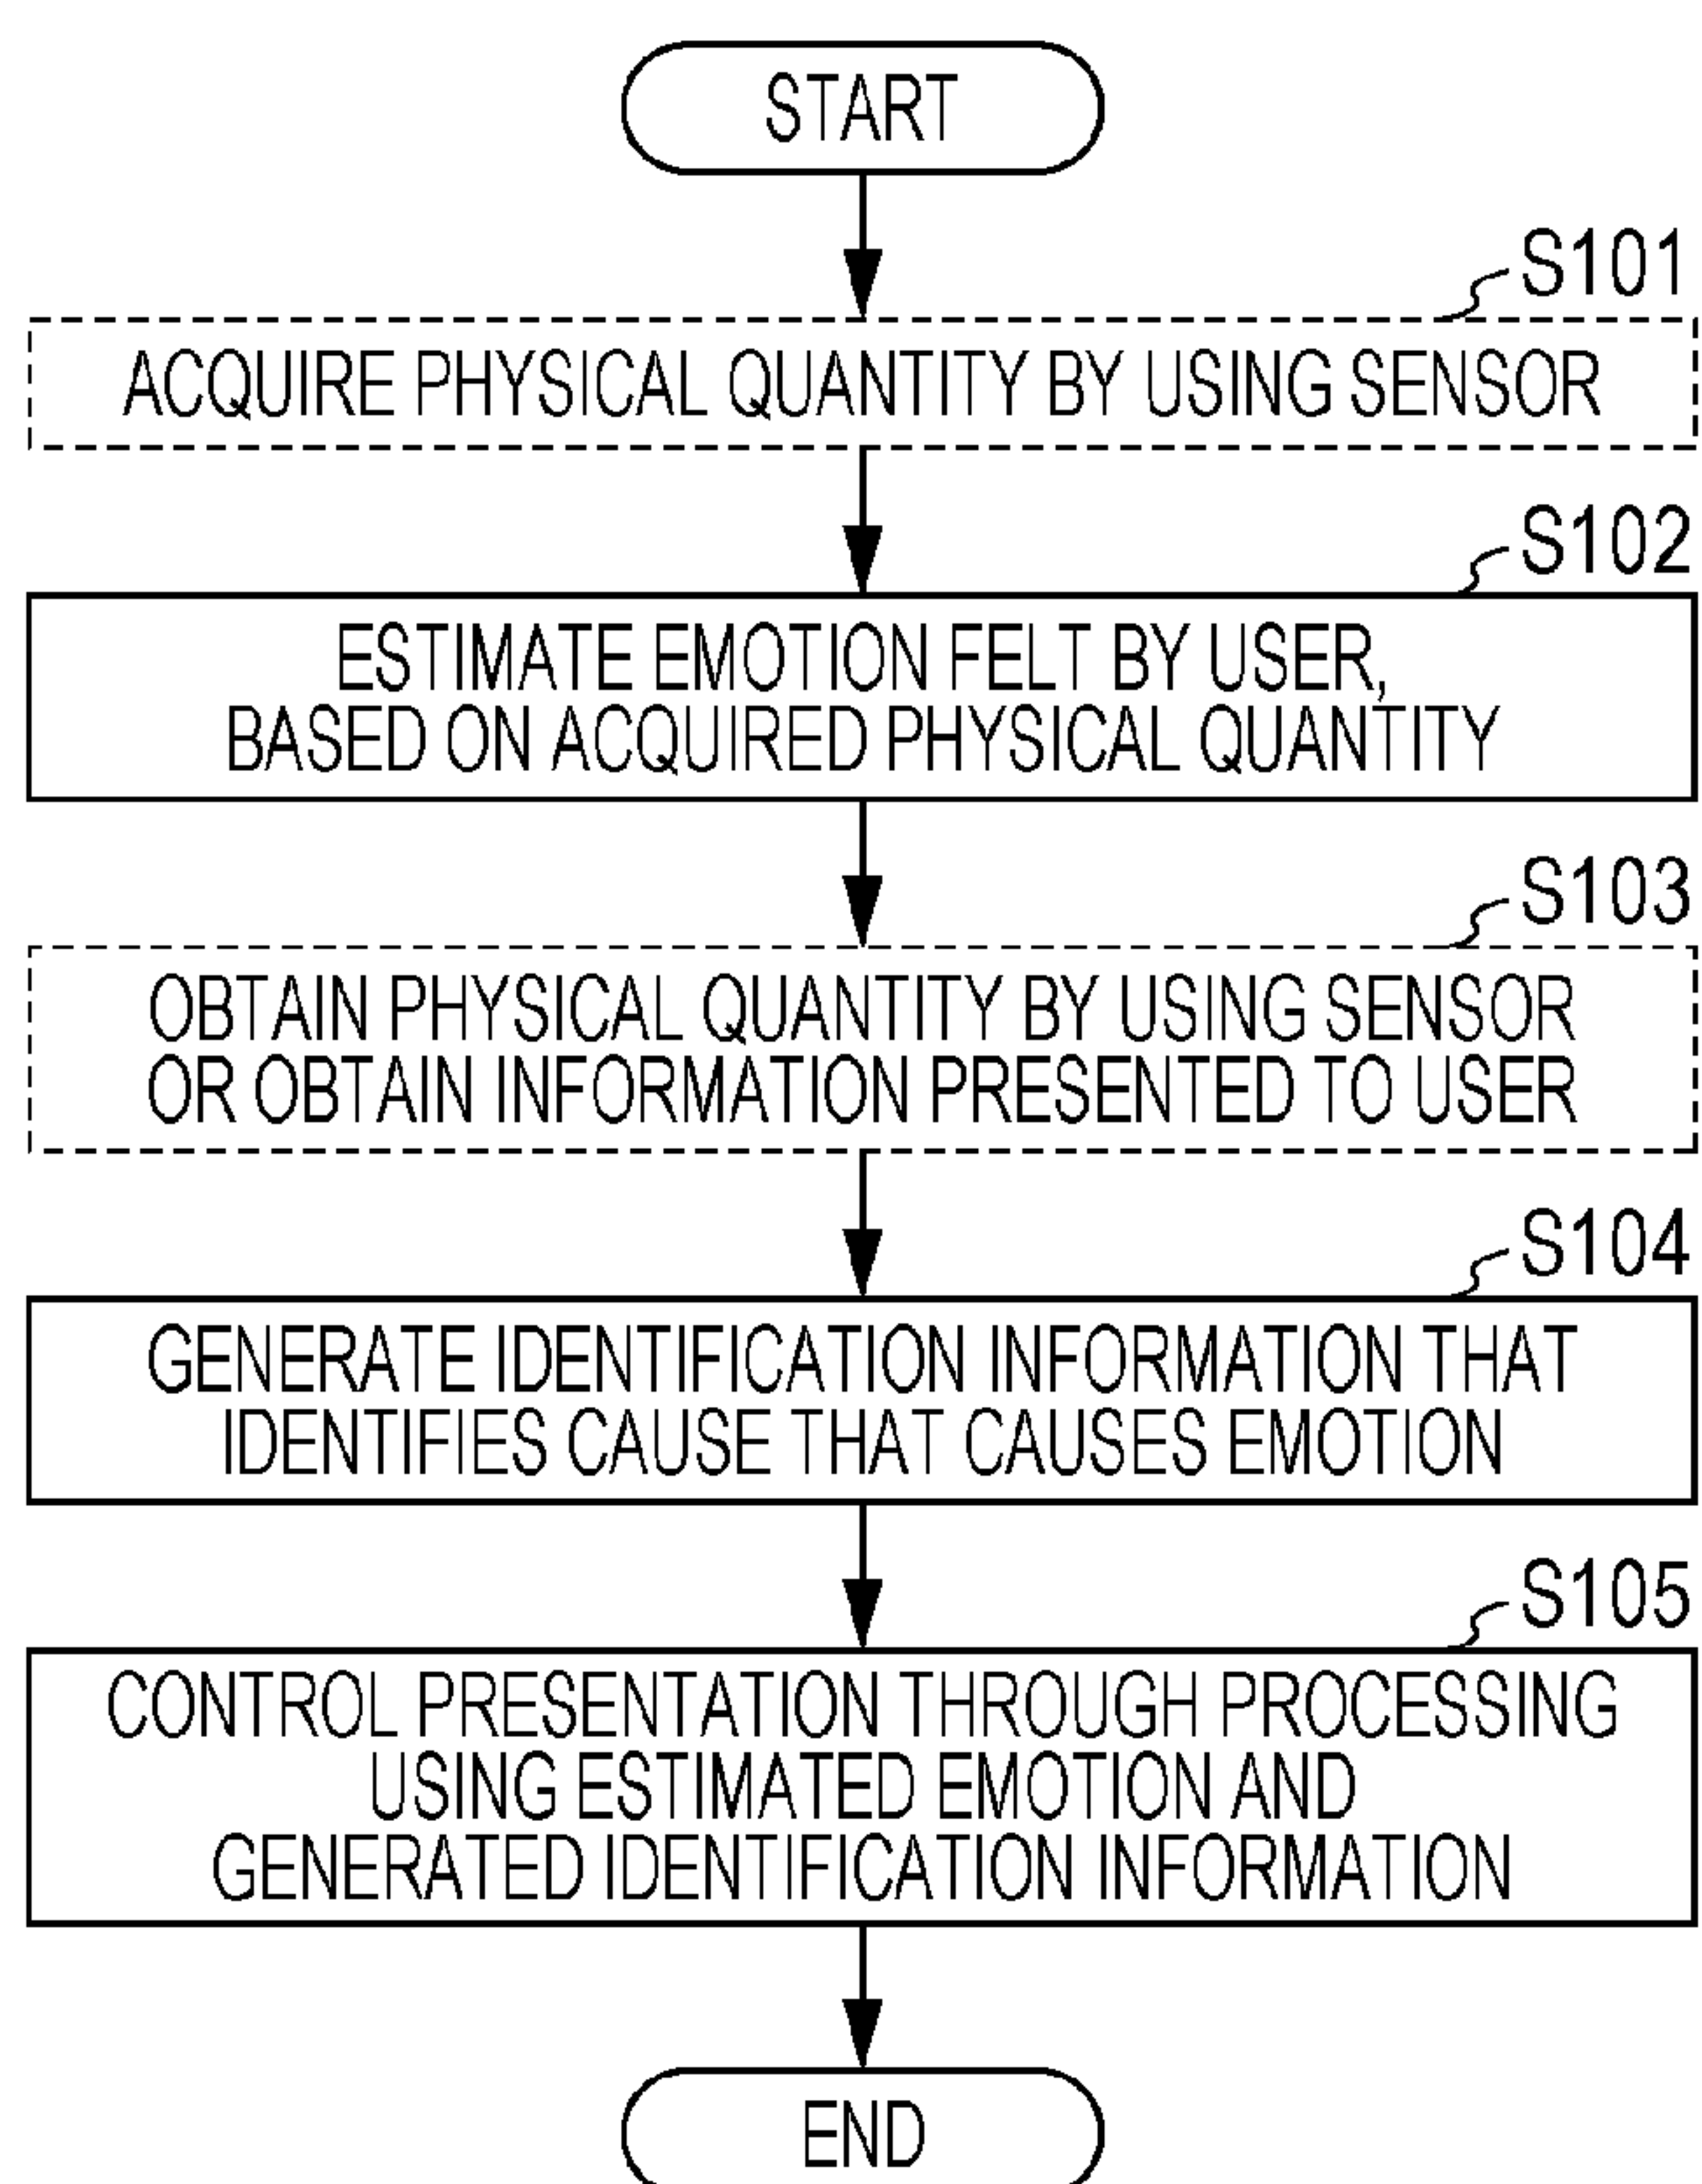 START
S101
ACQUIRE PHYSICAL QUANTITY BY USING SENSOR
S102
ESTIMATE EMOTION FELT BY USER,
BASED ON ACQUIRED PHYSICAL QUANTITY
S103
OBTAIN PHYSICAL QUANTITY BY USING SENSOR
OR OBTAIN INFORMATION PRESENTED TO USER
S104
GENERATE IDENTIFICATION INFORMATION THAT
IDENTIFIES CAUSE THAT CAUSES EMOTION
S105
CONTROL PRESENTATION THROUGH PROCESSING
USING ESTIMATED EMOTION AND
GENERATED IDENTIFICATION INFORMATION
END